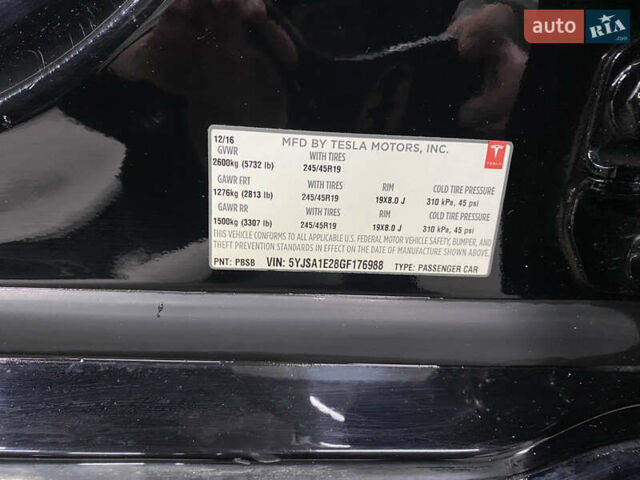 auto RIA
.com
12/16 MFD BY TESLA MOTORS, INC.
GVWR WITH TIRES
2600kg (5732 lb) 245/45R19
GAWR FRT WITH TIRES RIM COLD TIRE PRESSURE
1276kg (2813 lb) 245/45R19 19X8.0 J 310 kPa, 45 psi
GAWR RR WITH TIRES RIM COLD TIRE PRESSURE
1500kg (3307 lb) 245/45R19 19X8.0 J 310 kPa, 45 psi
THIS VEHICLE CONFORMS TO ALL APPLICABLE U.S. FEDERAL MOTOR VEHICLE SAFETY, BUMPER, AND
THEFT PREVENTION STANDARDS IN EFFECT ON THE DATE OF MANUFACTURE SHOWN ABOVE.
PNT: PBSB VIN: 5YJSA1E28GF176988 TYPE: PASSENGER CAR
TESLA